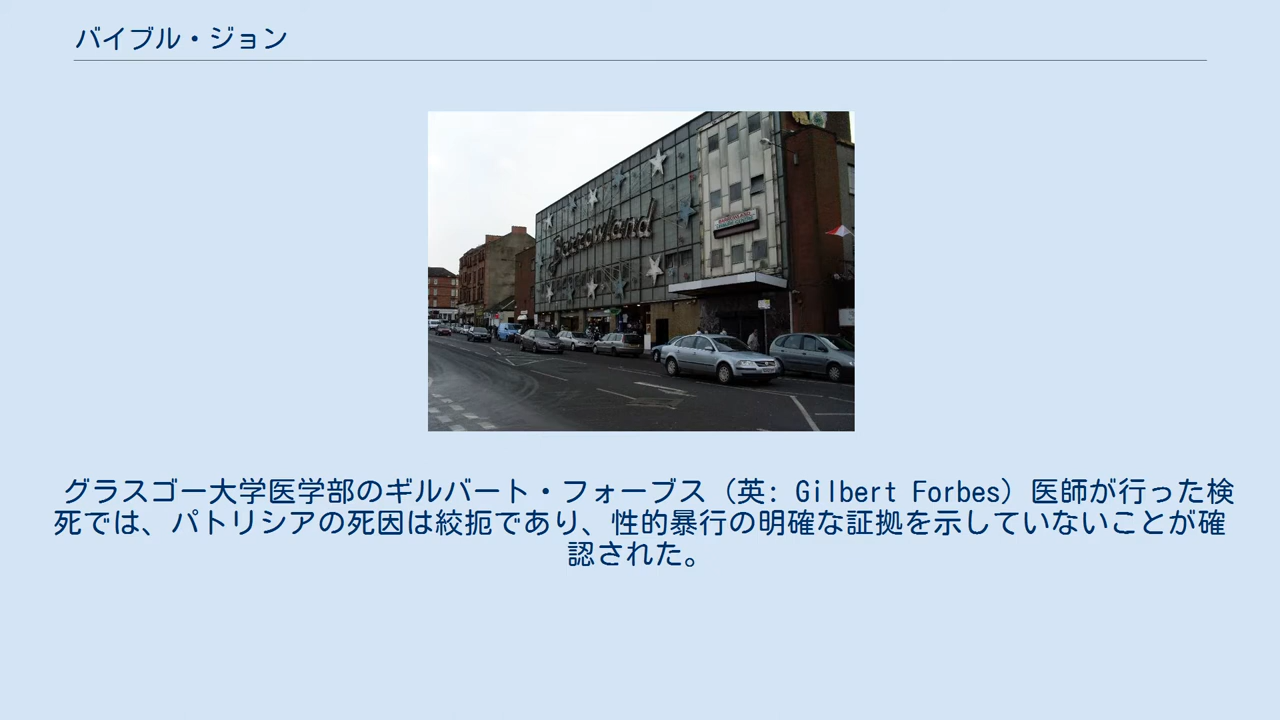 バイブル・ジョン
Barrowland
グラスゴー大学医学部のギルバート・フォーブス（英: Gilbert Forbes）医師が行った検
死では、パトリシアの死因は絞扼であり、性的暴行の明確な証拠を示していないことが確
認された。